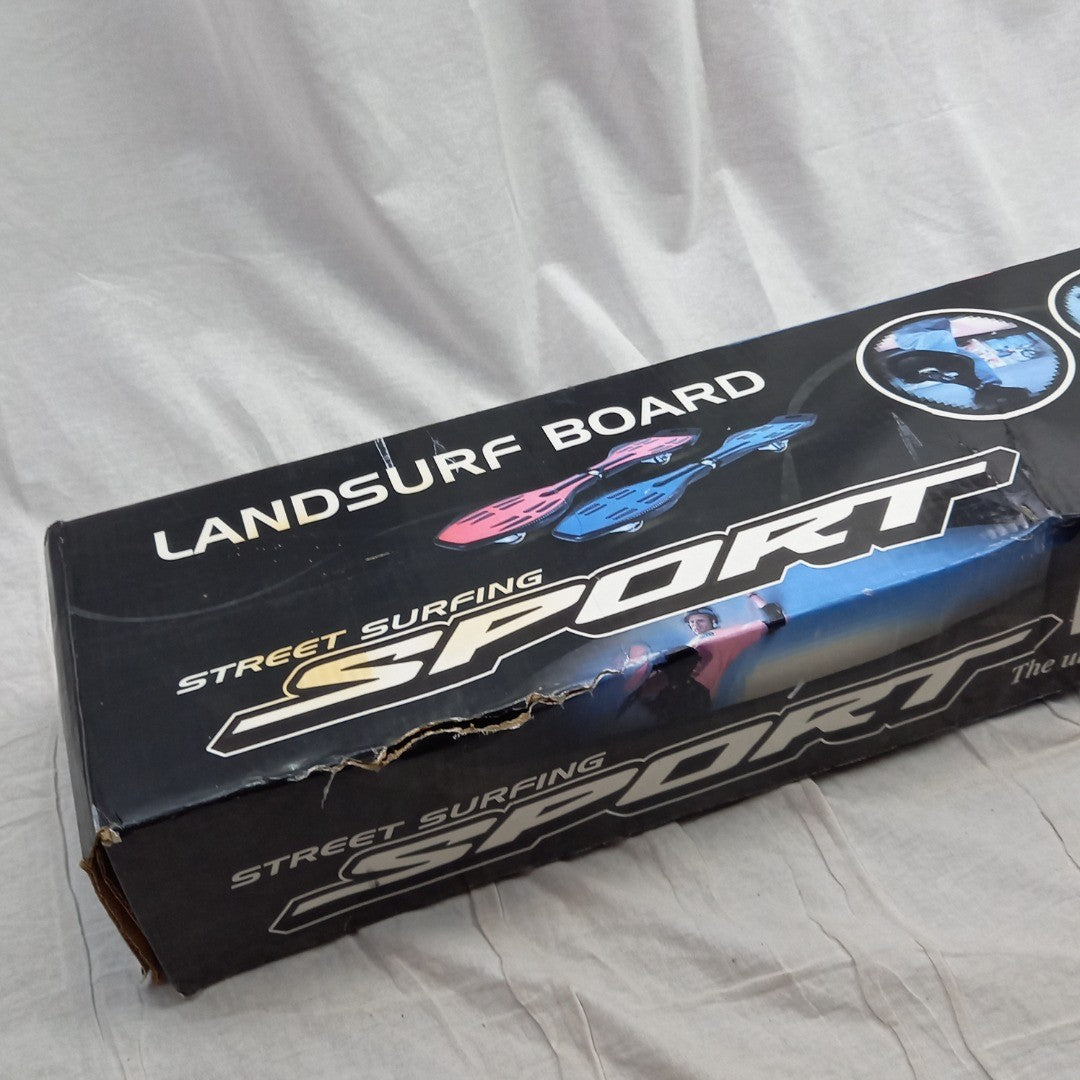 LANDSURF BOARD
STREET SURFING
SPORT
STREET SURFING
SPORT
The